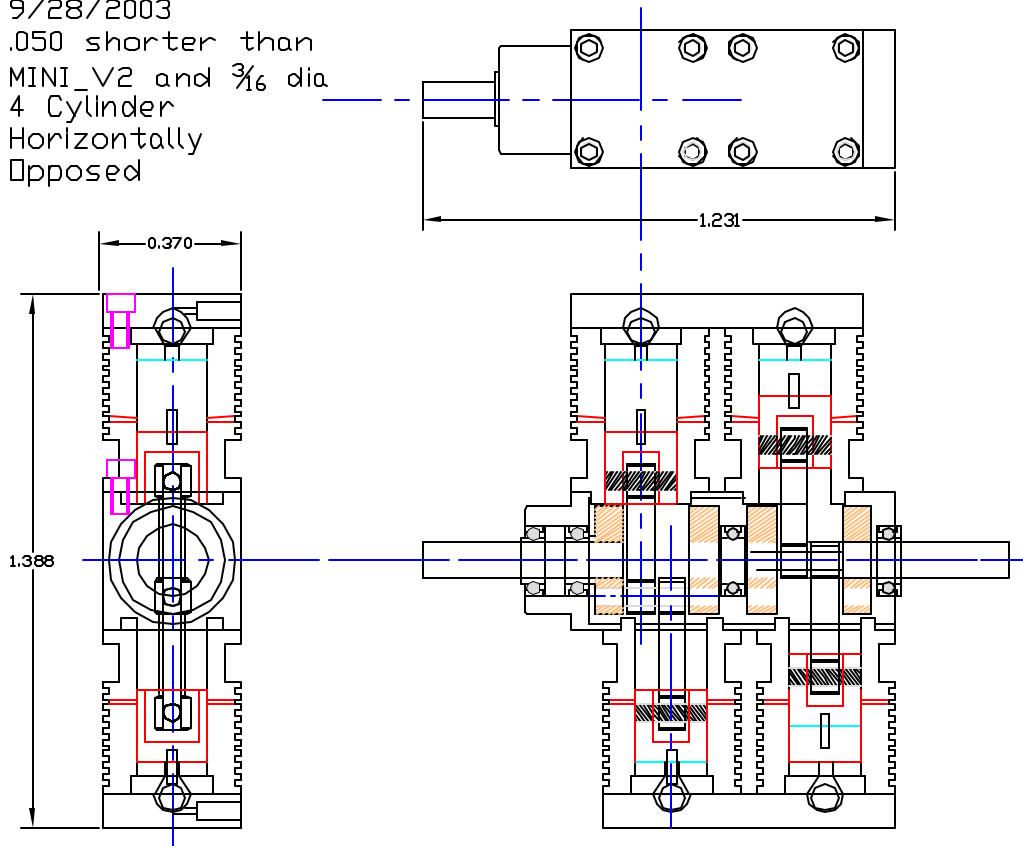 9/28/2003
.050 shorter than
MINI_V2 and 3/16 dia
4 Cylinder
Horizontally
Opposed
1.231
0.370
1.388